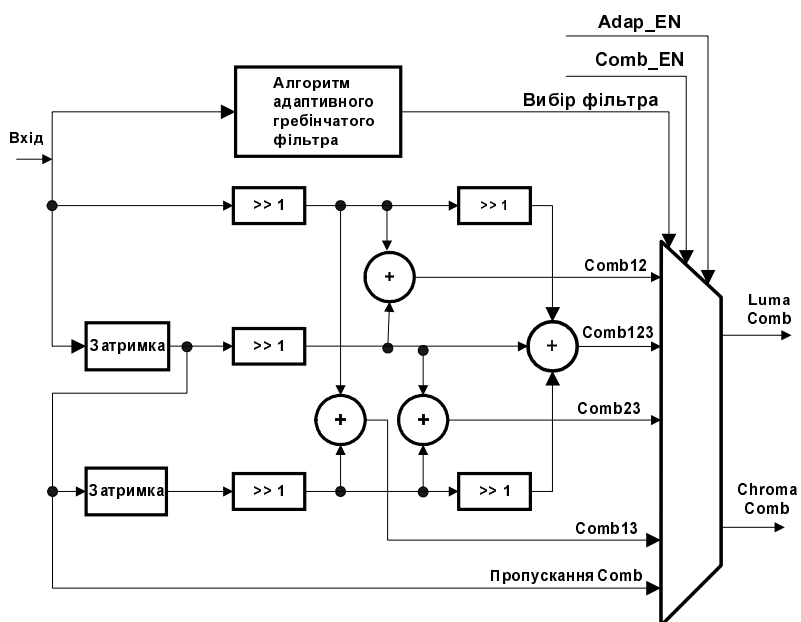 Adap_EN
Comb_EN
Вибір фільтра
Алгоритм
адаптивного
гребінчатого
фільтра
Вхід
>> 1
>> 1
+
Comb12
Luma
Comb
Затримка
>> 1
+
Comb123
+
+
Comb23
Затримка
>> 1
>> 1
Chroma
Comb
Comb13
Пропускання Comb